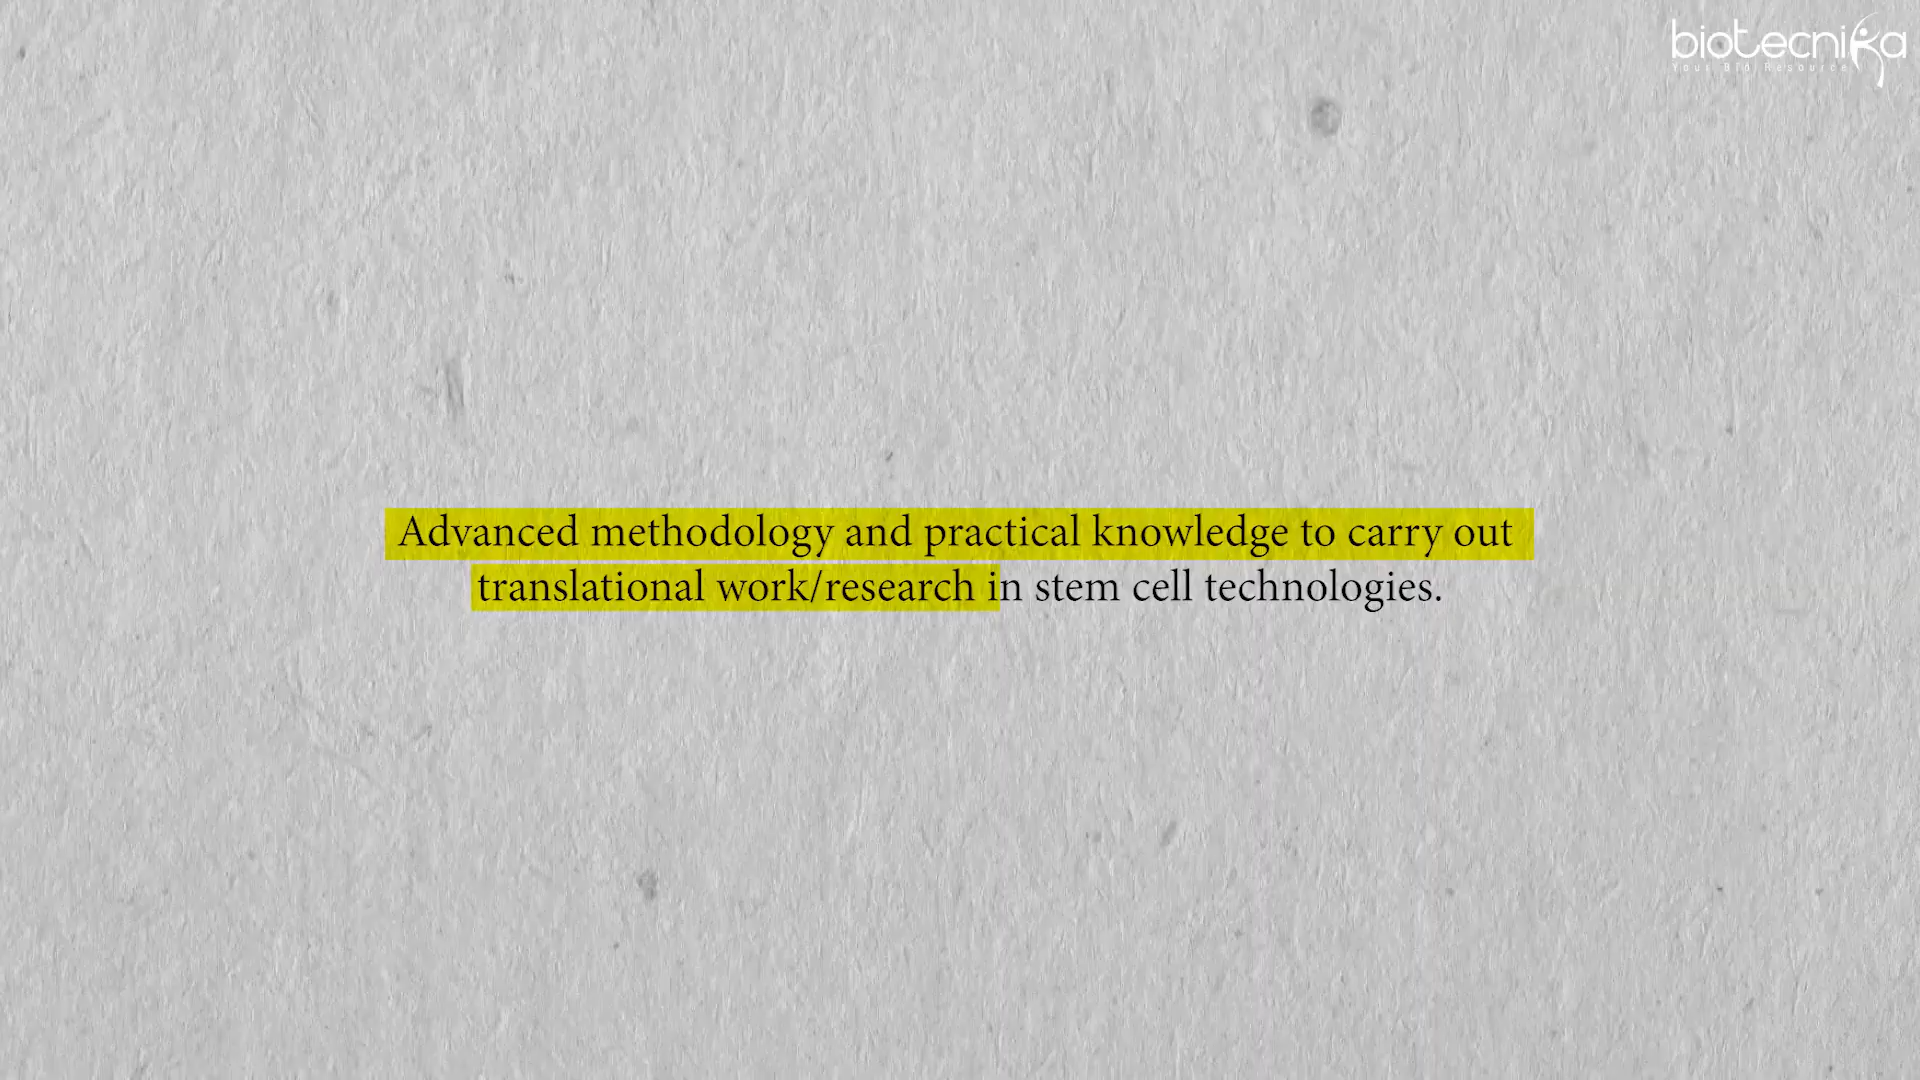 biotecnika
Your Bio Resource
Advanced methodology and practical knowledge to carry out
translational work/research in stem cell technologies.